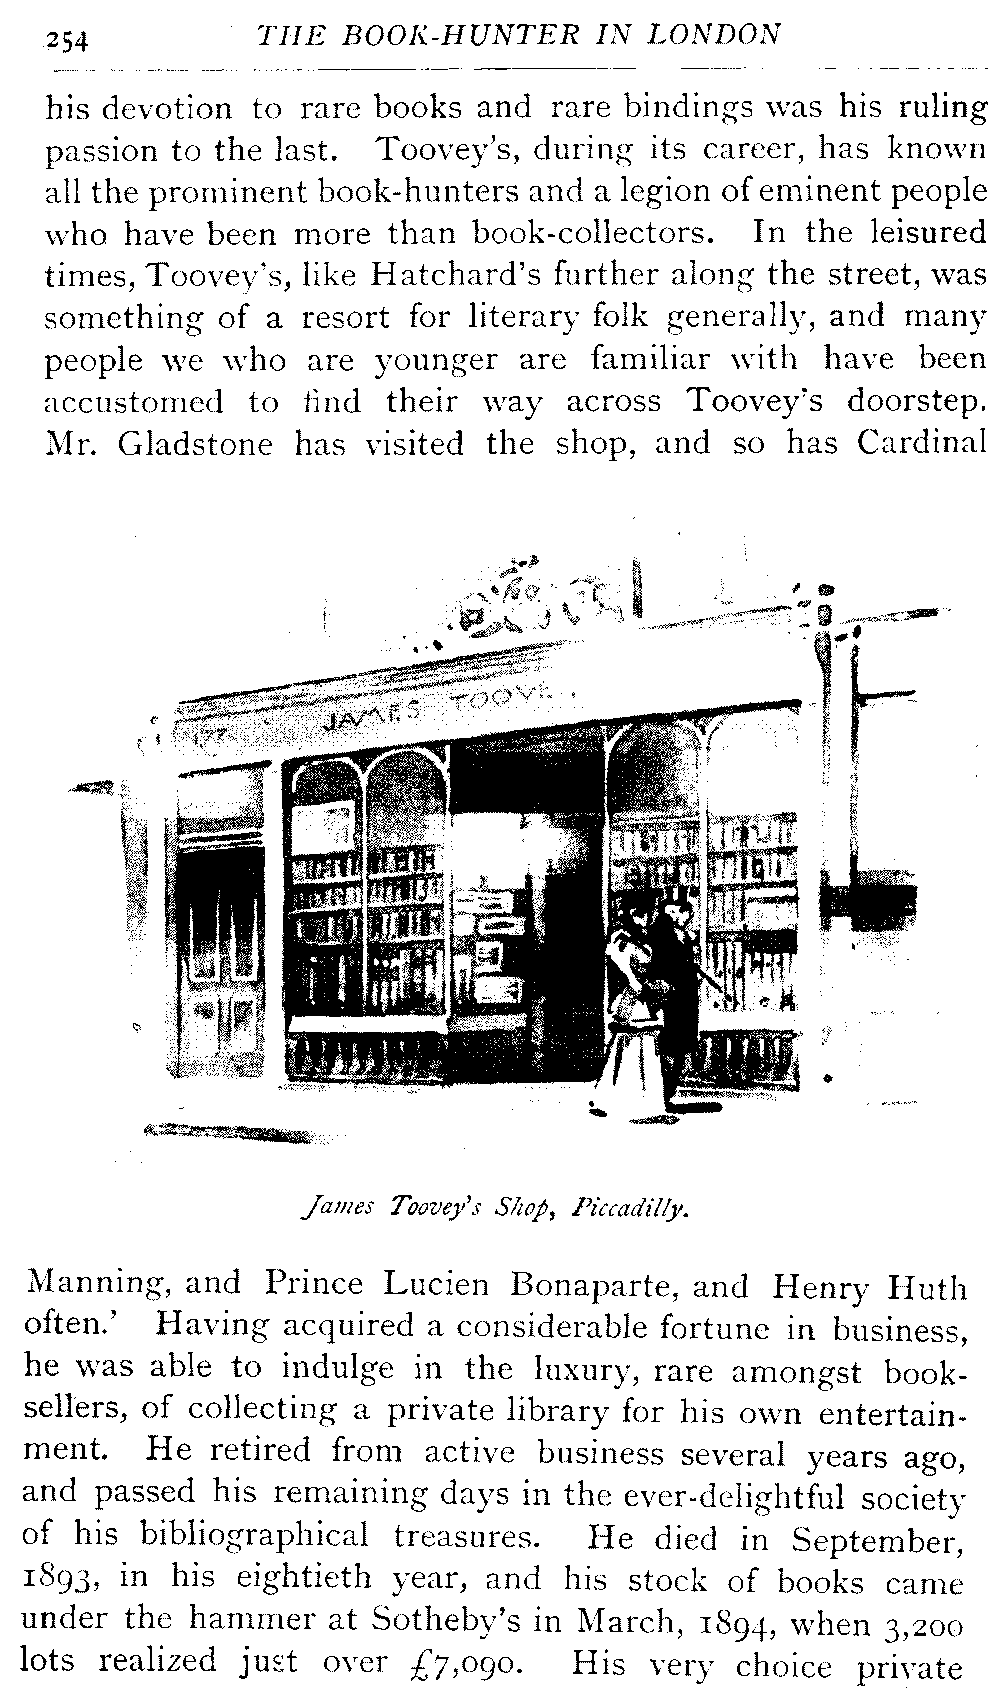 254 THE BOOK-HUNTER IN LONDON
his devotion to rare books and rare bindings was his ruling
passion to the last. Toovey's, during its career, has known
all the prominent book-hunters and a legion of eminent people
who have been more than book-collectors. In the leisured
times, Toovey's, like Hatchard's further along the street, was
something of a resort for literary folk generally, and many
people we who are younger are familiar with have been
accustomed to find their way across Toovey's doorstep.
Mr. Gladstone has visited the shop, and so has Cardinal
177 JAMES TOOVEY
James Toovey's Shop, Piccadilly.
Manning, and Prince Lucien Bonaparte, and Henry Huth
often.' Having acquired a considerable fortune in business,
he was able to indulge in the luxury, rare amongst book-
sellers, of collecting a private library for his own entertain-
ment. He retired from active business several years ago,
and passed his remaining days in the ever-delightful society
of his bibliographical treasures. He died in September,
1893, in his eightieth year, and his stock of books came
under the hammer at Sotheby's in March, 1894, when 3,200
lots realized just over £7,090. His very choice private